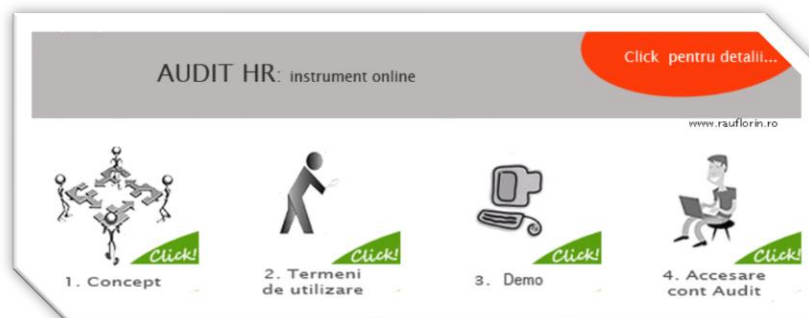 AUDIT HR: instrument online
Click pentru detalii...
www.rauflorin.ro
Click!
Click!
Click!
Click!
1. Concept
2. Termeni
de utilizare
3. Demo
4. Accesare
cont Audit